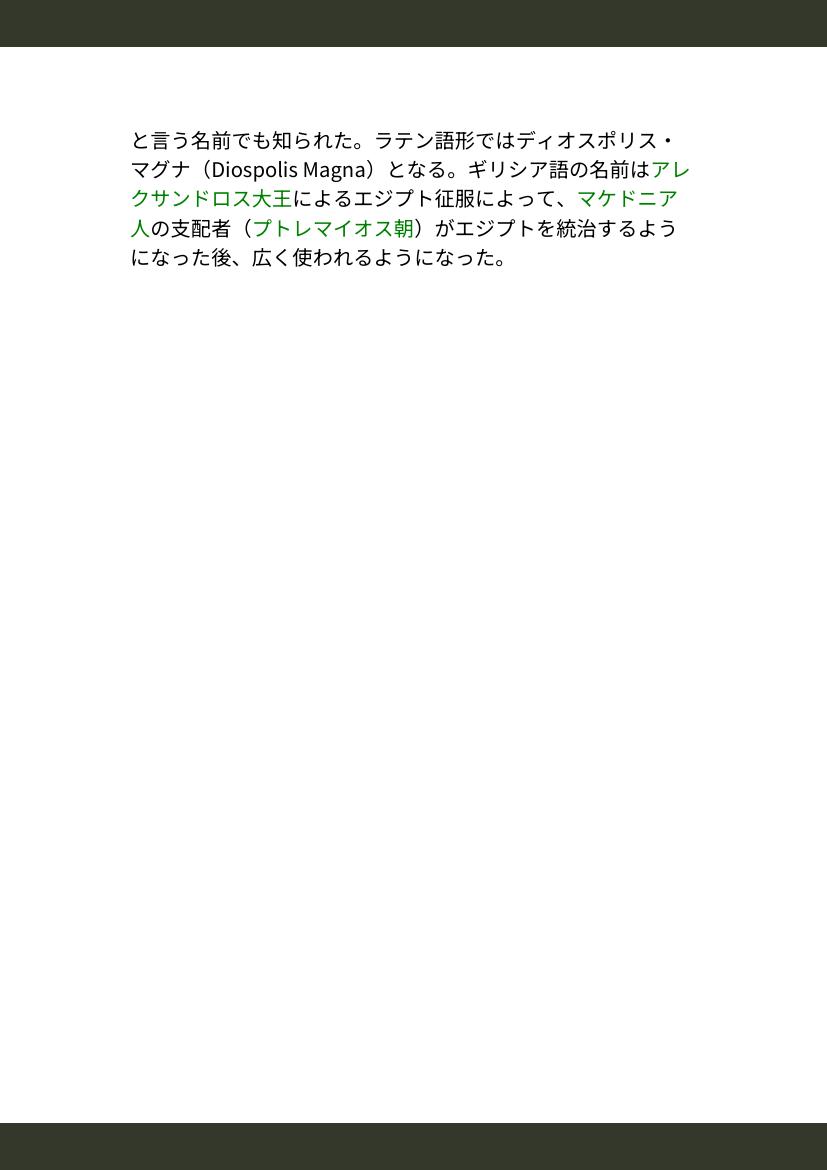 と言う名前でも知られた。ラテン語形ではディオスポリス・
マグナ（Diospolis Magna）となる。ギリシア語の名前はアレ
クサンドロス大王によるエジプト征服によって、マケドニア
人の支配者（プトレマイオス朝）がエジプトを統治するよう
になった後、広く使われるようになった。